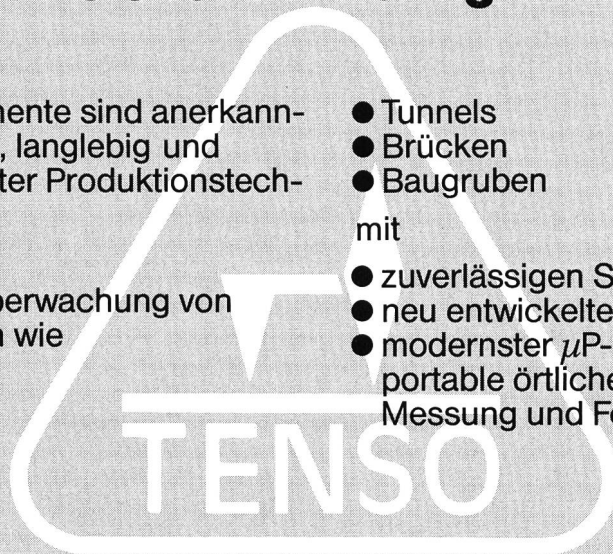 mente sind anerkann-
, langlebig und
ter Produktionstech-
berwachung von
n wie
● Tunnels
● Brücken
● Baugruben
mit
● zuverlässigen S
● neu entwickelte
● modernster µP-
portable örtliche
Messung und Fe
TENSO